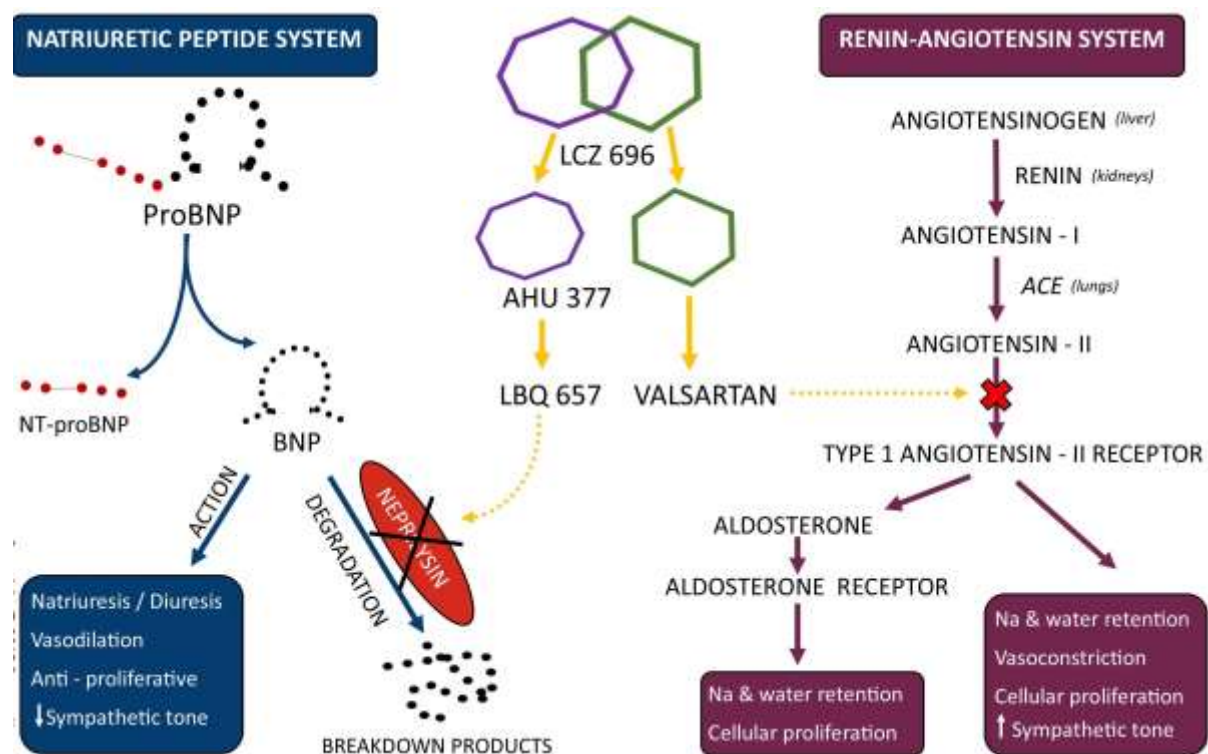 NATRIURETIC PEPTIDE SYSTEM
ProBNP
NT-proBNP
BNP
ACTION
DEGRADATION
NEPRILYSIN
Natriuresis / Diuresis
Vasodilation
Anti - proliferative
↓Sympathetic tone
BREAKDOWN PRODUCTS
LCZ 696
AHU 377
LBQ 657
VALSARTAN
RENIN-ANGIOTENSIN SYSTEM
ANGIOTENSINOGEN (liver)
RENIN (kidneys)
ANGIOTENSIN - I
ACE (lungs)
ANGIOTENSIN - II
TYPE 1 ANGIOTENSIN - II RECEPTOR
ALDOSTERONE
ALDOSTERONE RECEPTOR
Na & water retention
Cellular proliferation
Na & water retention
Vasoconstriction
Cellular proliferation
↑ Sympathetic tone